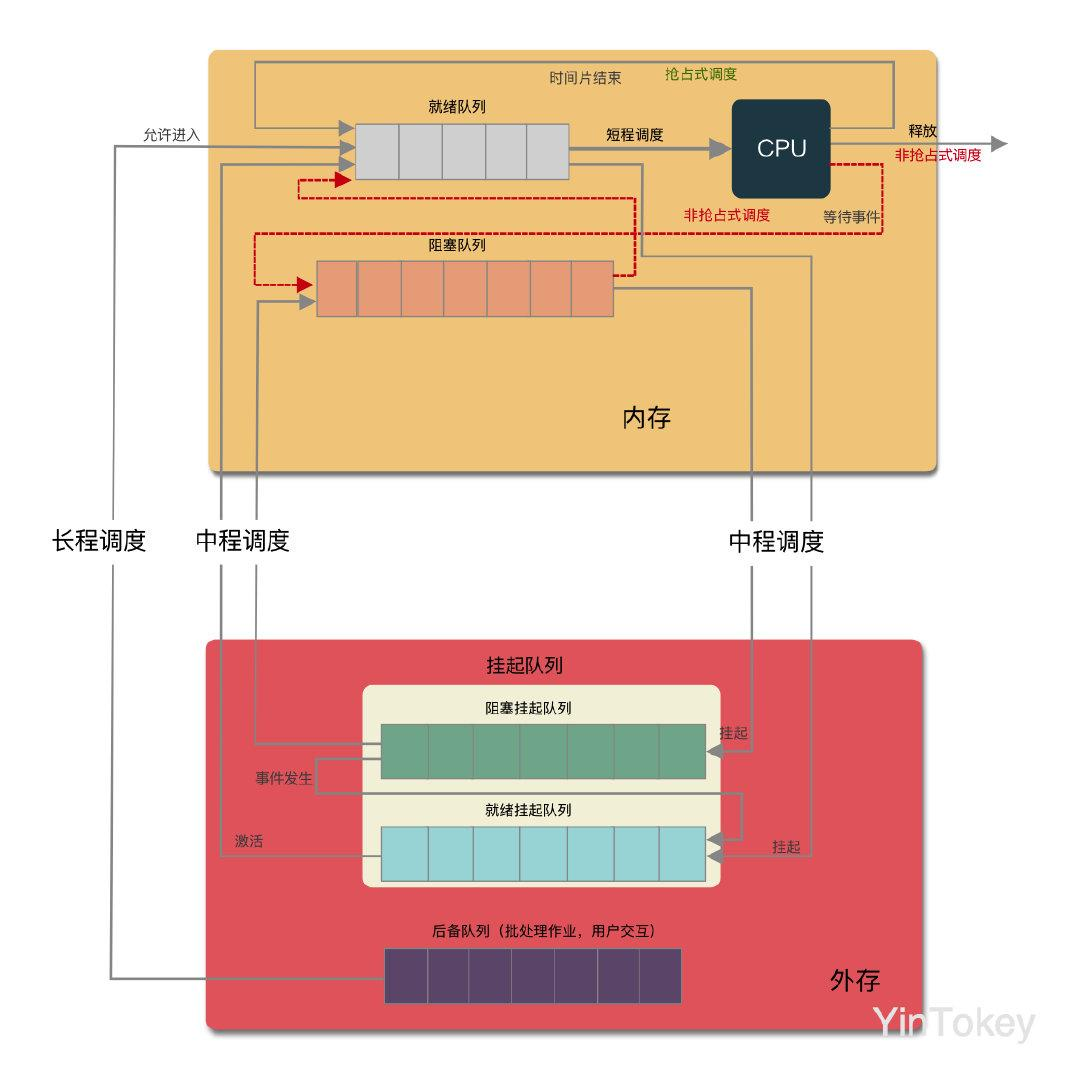 时间片结束
抢占式调度
就绪队列
允许进入
短程调度
CPU
释放
非抢占式调度
非抢占式调度
等待事件
阻塞队列
内存
长程调度
中程调度
中程调度
挂起队列
阻塞挂起队列
挂起
事件发生
就绪挂起队列
激活
挂起
后备队列（批处理作业，用户交互）
外存
YinTokey